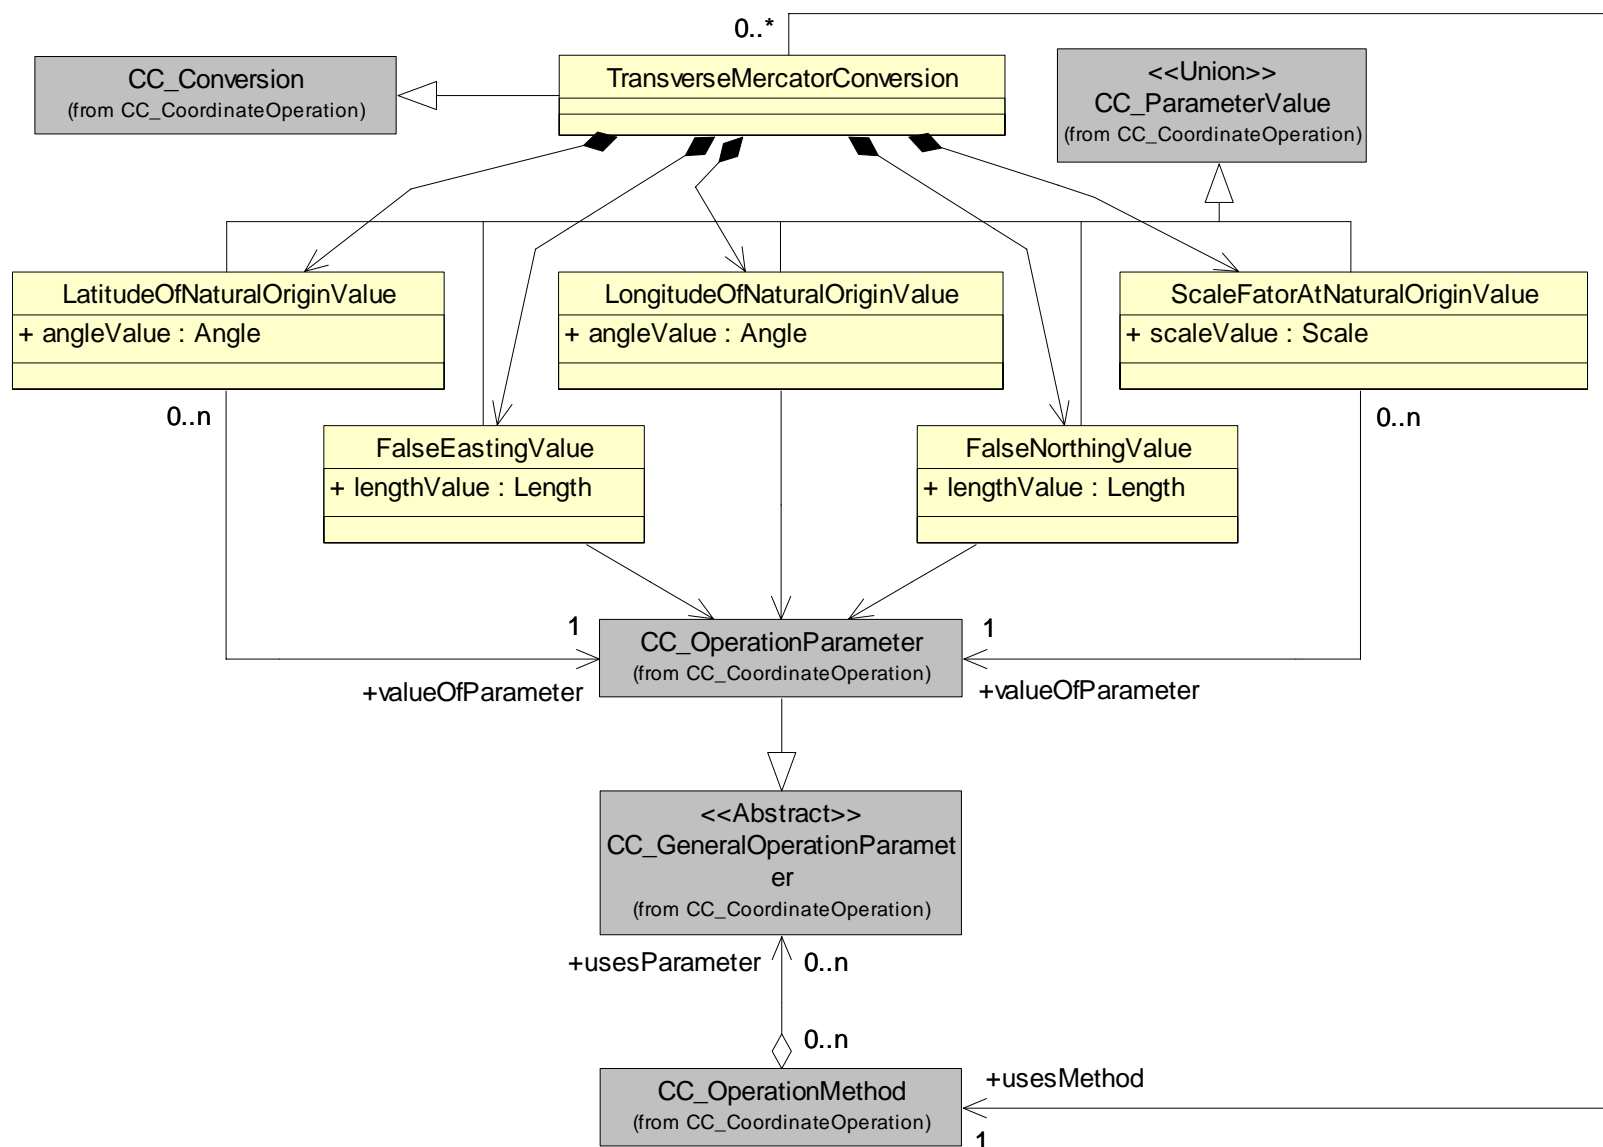 0..*
CC_Conversion
(from CC_CoordinateOperation)
TransverseMercatorConversion
<<Union>>
CC_ParameterValue
(from CC_CoordinateOperation)
LatitudeOfNaturalOriginValue
+ angleValue : Angle
LongitudeOfNaturalOriginValue
+ angleValue : Angle
ScaleFatorAtNaturalOriginValue
+ scaleValue : Scale
0..n
0..n
FalseEastingValue
+ lengthValue : Length
FalseNorthingValue
+ lengthValue : Length
1
CC_OperationParameter
(from CC_CoordinateOperation)
1
+valueOfParameter
+valueOfParameter
<<Abstract>>
CC_GeneralOperationParamet
er
(from CC_CoordinateOperation)
+usesParameter
0..n
0..n
CC_OperationMethod
(from CC_CoordinateOperation)
+usesMethod
1